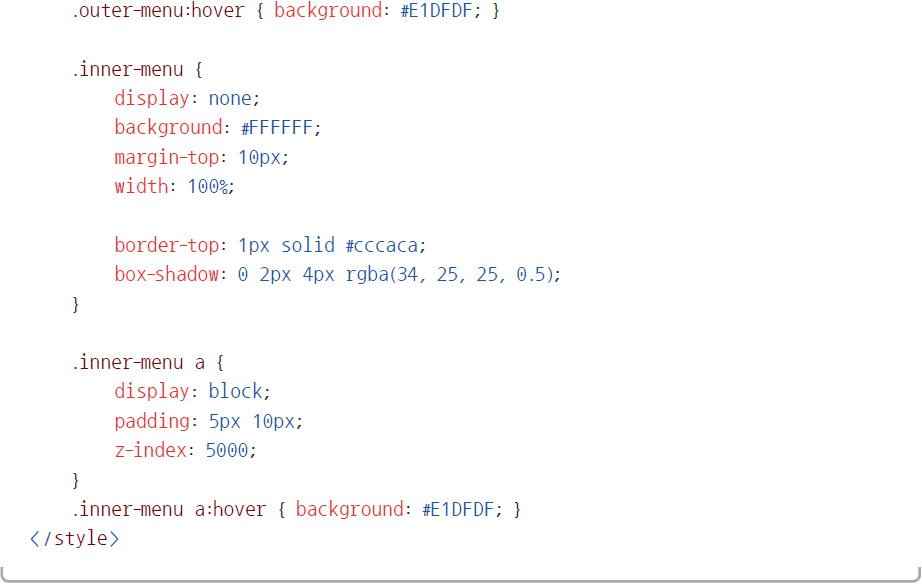 .outer-menu:hover { background: #E1DFDF; }
.inner-menu {
display: none;
background: #FFFFFF;
margin-top: 10px;
width: 100%;
border-top: 1px solid #cccaca;
box-shadow: 0 2px 4px rgba(34, 25, 25, 0.5);
}
.inner-menu a {
display: block;
padding: 5px 10px;
z-index: 5000;
}
.inner-menu a:hover { background: #E1DFDF; }
</style>